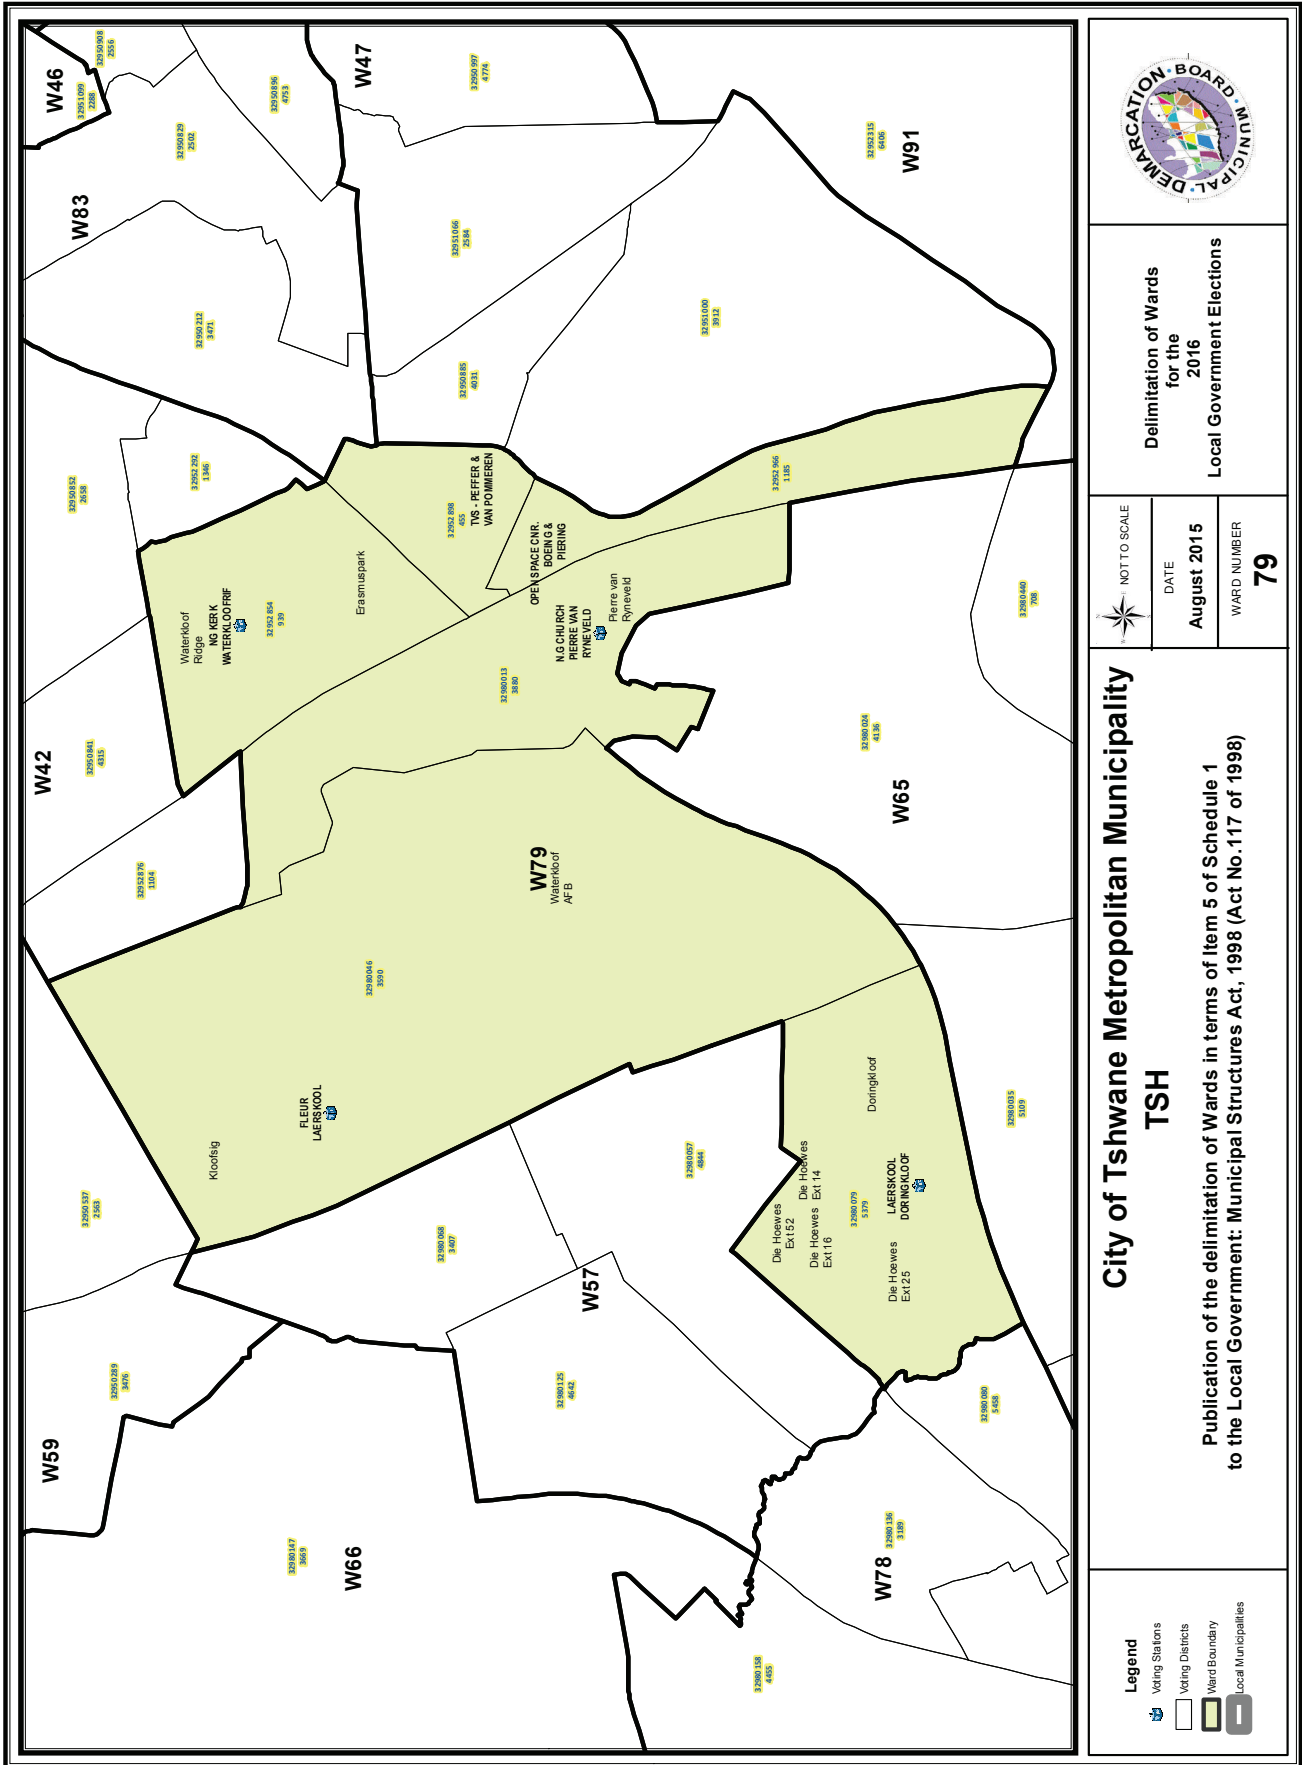 W46
32950908
2556
32951099
2288
32950829
2502
32950896
4753
W47
32950997
4774
W83
32952315
6406
W91
32951066
2584
32950212
3471
32951000
3912
32950885
4031
32950852
2658
32952292
1346
32952966
1185
32952898
455
TVS - PEFFER &
VAN POMMEREN
OPEN SPACE CNR.
BOEING &
PIERING
Erasmuspark
Waterkloof
Ridge
NG KERK
WATERKLOOFRIF
32952854
939
Pierre van
Ryneveld
N.G CHURCH
PIERRE VAN
RYNEVELD
32980013
3880
32980440
708
W42
32950841
4315
32980024
4136
W65
32952876
1104
W79
Waterkloof
AFB
32980046
3590
FLEUR
LAERSKOOL
Kloofsig
Doringkloof
32980035
5109
32980057
4844
Die Hoewes
Ext 14
Die Hoewes
Ext 52
Die Hoewes
Ext 16
32980079
5379
LAERSKOOL
DORINGKLOOF
Die Hoewes
Ext 25
32950537
2563
32980068
3407
W57
32950289
3476
32980125
4642
32980080
5458
W59
32980147
3669
W66
32980136
3189
W78
32980158
4455
Legend
Voting Stations
Voting Districts
Ward Boundary
Local Municipalities
City of Tshwane Metropolitan Municipality
TSH
Publication of the delimitation of Wards in terms of Item 5 of Schedule 1
to the Local Government: Municipal Structures Act, 1998 (Act No.117 of 1998)
NOT TO SCALE
DATE
August 2015
WARD NUMBER
79
Delimitation of Wards
for the
2016
Local Government Elections
MUNICIPAL DEMARCATION BOARD